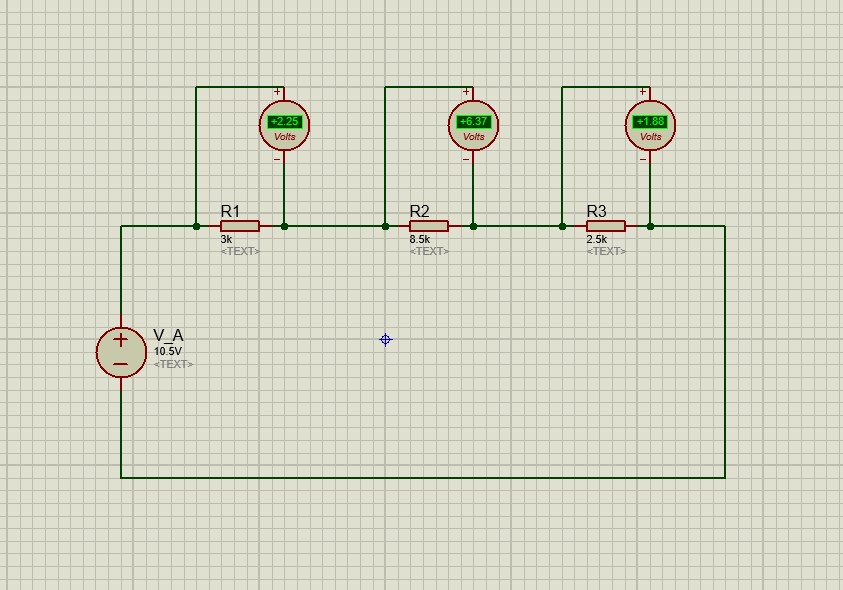 +
+2.25
Volts
−
+
+6.37
Volts
−
+
+1.88
Volts
−
R1
3k
<TEXT>
R2
8.5k
<TEXT>
R3
2.5k
<TEXT>
+
−
V_A
10.5V
<TEXT>